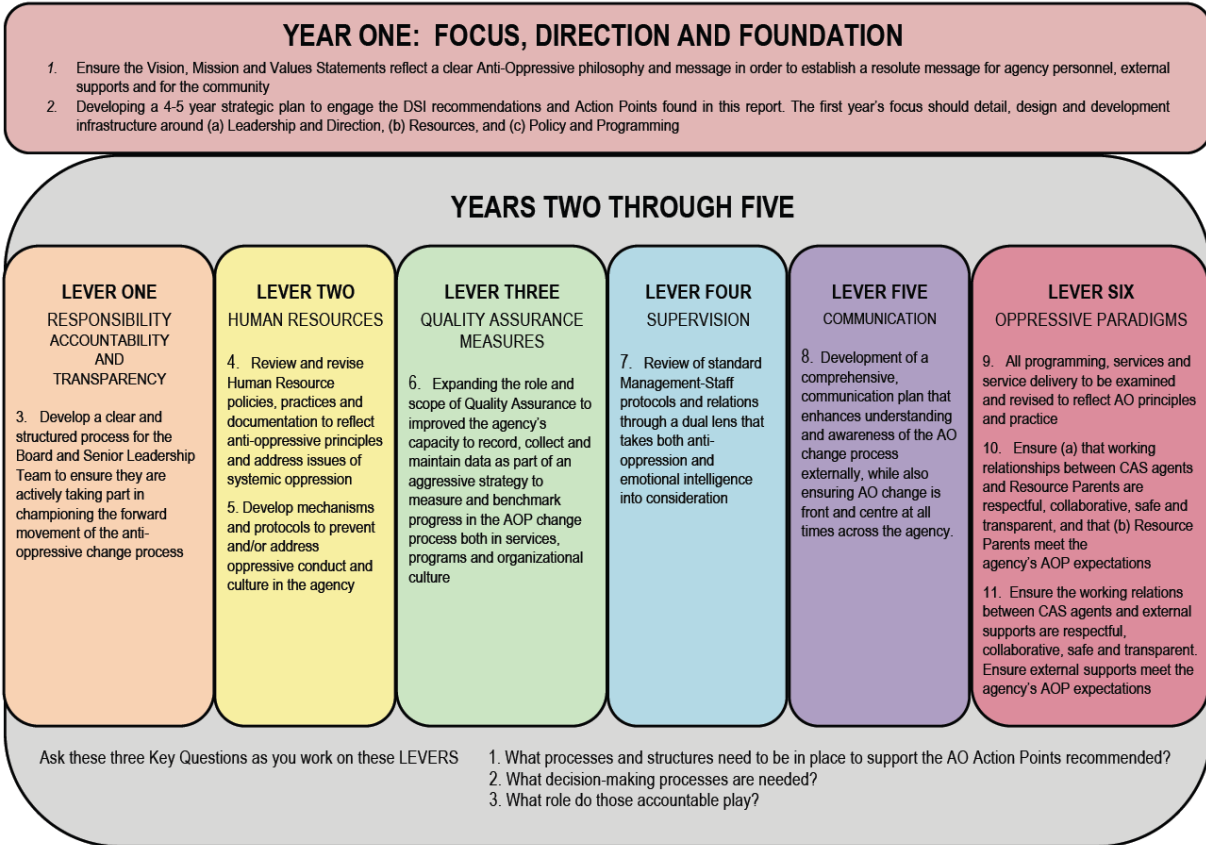 YEAR ONE: FOCUS, DIRECTION AND FOUNDATION
1. Ensure the Vision, Mission and Values Statements reflect a clear Anti-Oppressive philosophy and message in order to establish a resolute message for agency personnel, external
supports and for the community
2. Developing a 4-5 year strategic plan to engage the DSI recommendations and Action Points found in this report. The first year's focus should detail, design and development
infrastructure around (a) Leadership and Direction, (b) Resources, and (c) Policy and Programming
YEARS TWO THROUGH FIVE
LEVER ONE
RESPONSIBILITY
ACCOUNTABILITY
AND
TRANSPARENCY
3. Develop a clear and
structured process for the
Board and Senior Leadership
Team to ensure they are
actively taking part in
championing the forward
movement of the anti-
oppressive change process
LEVER TWO
HUMAN RESOURCES
4. Review and revise
Human Resource
policies, practices and
documentation to reflect
anti-oppressive principles
and address issues of
systemic oppression
5. Develop mechanisms
and protocols to prevent
and/or address
oppressive conduct and
culture in the agency
LEVER THREE
QUALITY ASSURANCE
MEASURES
6. Expanding the role and
scope of Quality Assurance to
improved the agency's
capacity to record, collect and
maintain data as part of an
aggressive strategy to
measure and benchmark
progress in the AOP change
process both in services,
programs and organizational
culture
LEVER FOUR
SUPERVISION
7. Review of standard
Management-Staff
protocols and relations
through a dual lens that
takes both anti-
oppression and
emotional intelligence
into consideration
LEVER FIVE
COMMUNICATION
8. Development of a
comprehensive,
communication plan that
enhances understanding
and awareness of the AO
change process
externally, while also
ensuring AO change is
front and centre at all
times across the agency.
LEVER SIX
OPPRESSIVE PARADIGMS
9. All programming, services and
service delivery to be examined
and revised to reflect AO principles
and practice
10. Ensure (a) that working
relationships between CAS agents
and Resource Parents are
respectful, collaborative, safe and
transparent, and that (b) Resource
Parents meet the
agency's AOP expectations
11. Ensure the working relations
between CAS agents and external
supports are respectful,
collaborative, safe and transparent.
Ensure external supports meet the
agency's AOP expectations
Ask these three Key Questions as you work on these LEVERS
1. What processes and structures need to be in place to support the AO Action Points recommended?
2. What decision-making processes are needed?
3. What role do those accountable play?